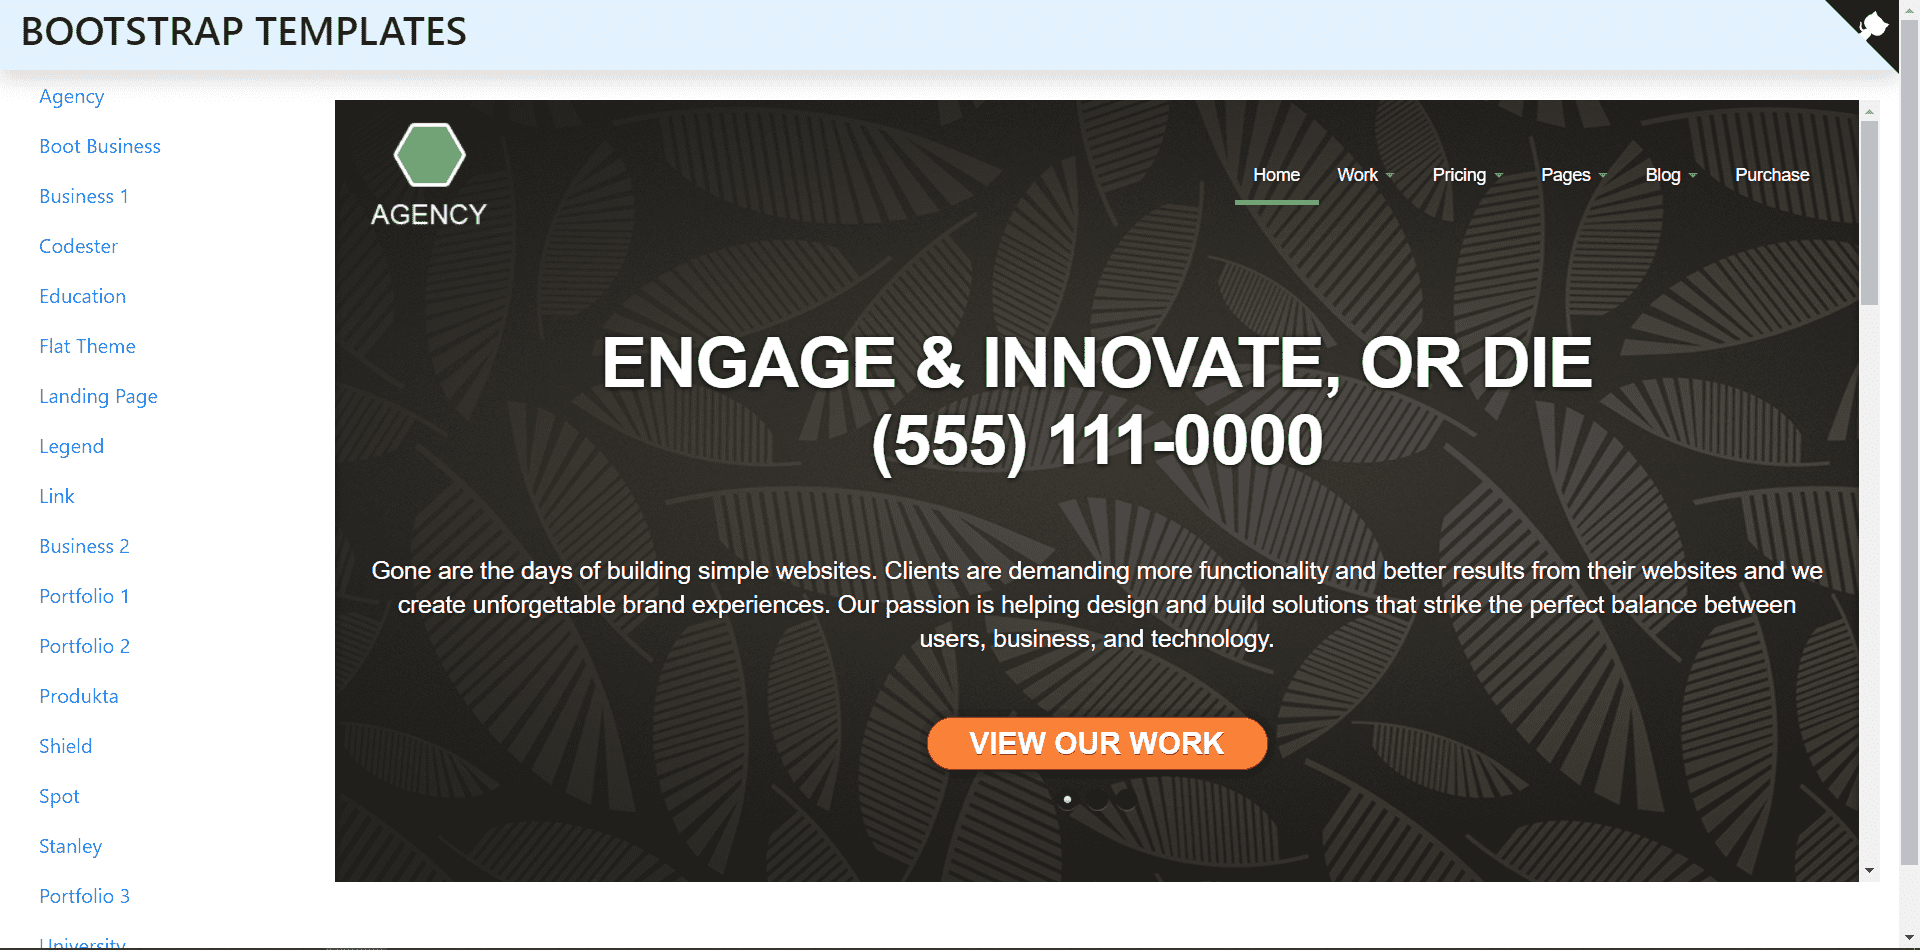 BOOTSTRAP TEMPLATES
Agency
Boot Business
Business 1
Codester
Education
Flat Theme
Landing Page
Legend
Link
Business 2
Portfolio 1
Portfolio 2
Produkta
Shield
Spot
Stanley
Portfolio 3
University
AGENCY
Home Work Pricing Pages Blog Purchase
ENGAGE & INNOVATE, OR DIE
(555) 111-0000
Gone are the days of building simple websites. Clients are demanding more functionality and better results from their websites and we
create unforgettable brand experiences. Our passion is helping design and build solutions that strike the perfect balance between
users, business, and technology.
VIEW OUR WORK